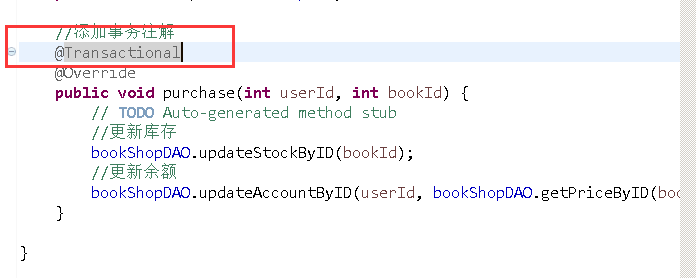 //添加事务注解
@Transactional
@Override
public void purchase(int userId, int bookId) {
// TODO Auto-generated method stub
//更新库存
bookShopDAO.updateStockByID(bookId);
//更新余额
bookShopDAO.updateAccountByID(userId, bookShopDAO.getPriceByID(boo
}
}